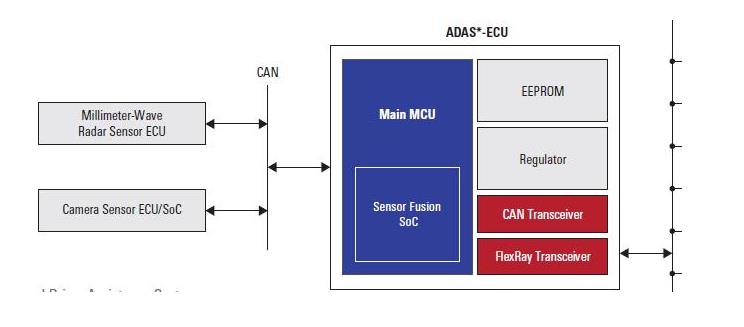 ADAS*-ECU
CAN
Millimeter-Wave
Radar Sensor ECU
Camera Sensor ECU/SoC
Main MCU
Sensor Fusion
SoC
EEPROM
Regulator
CAN Transceiver
FlexRay Transceiver